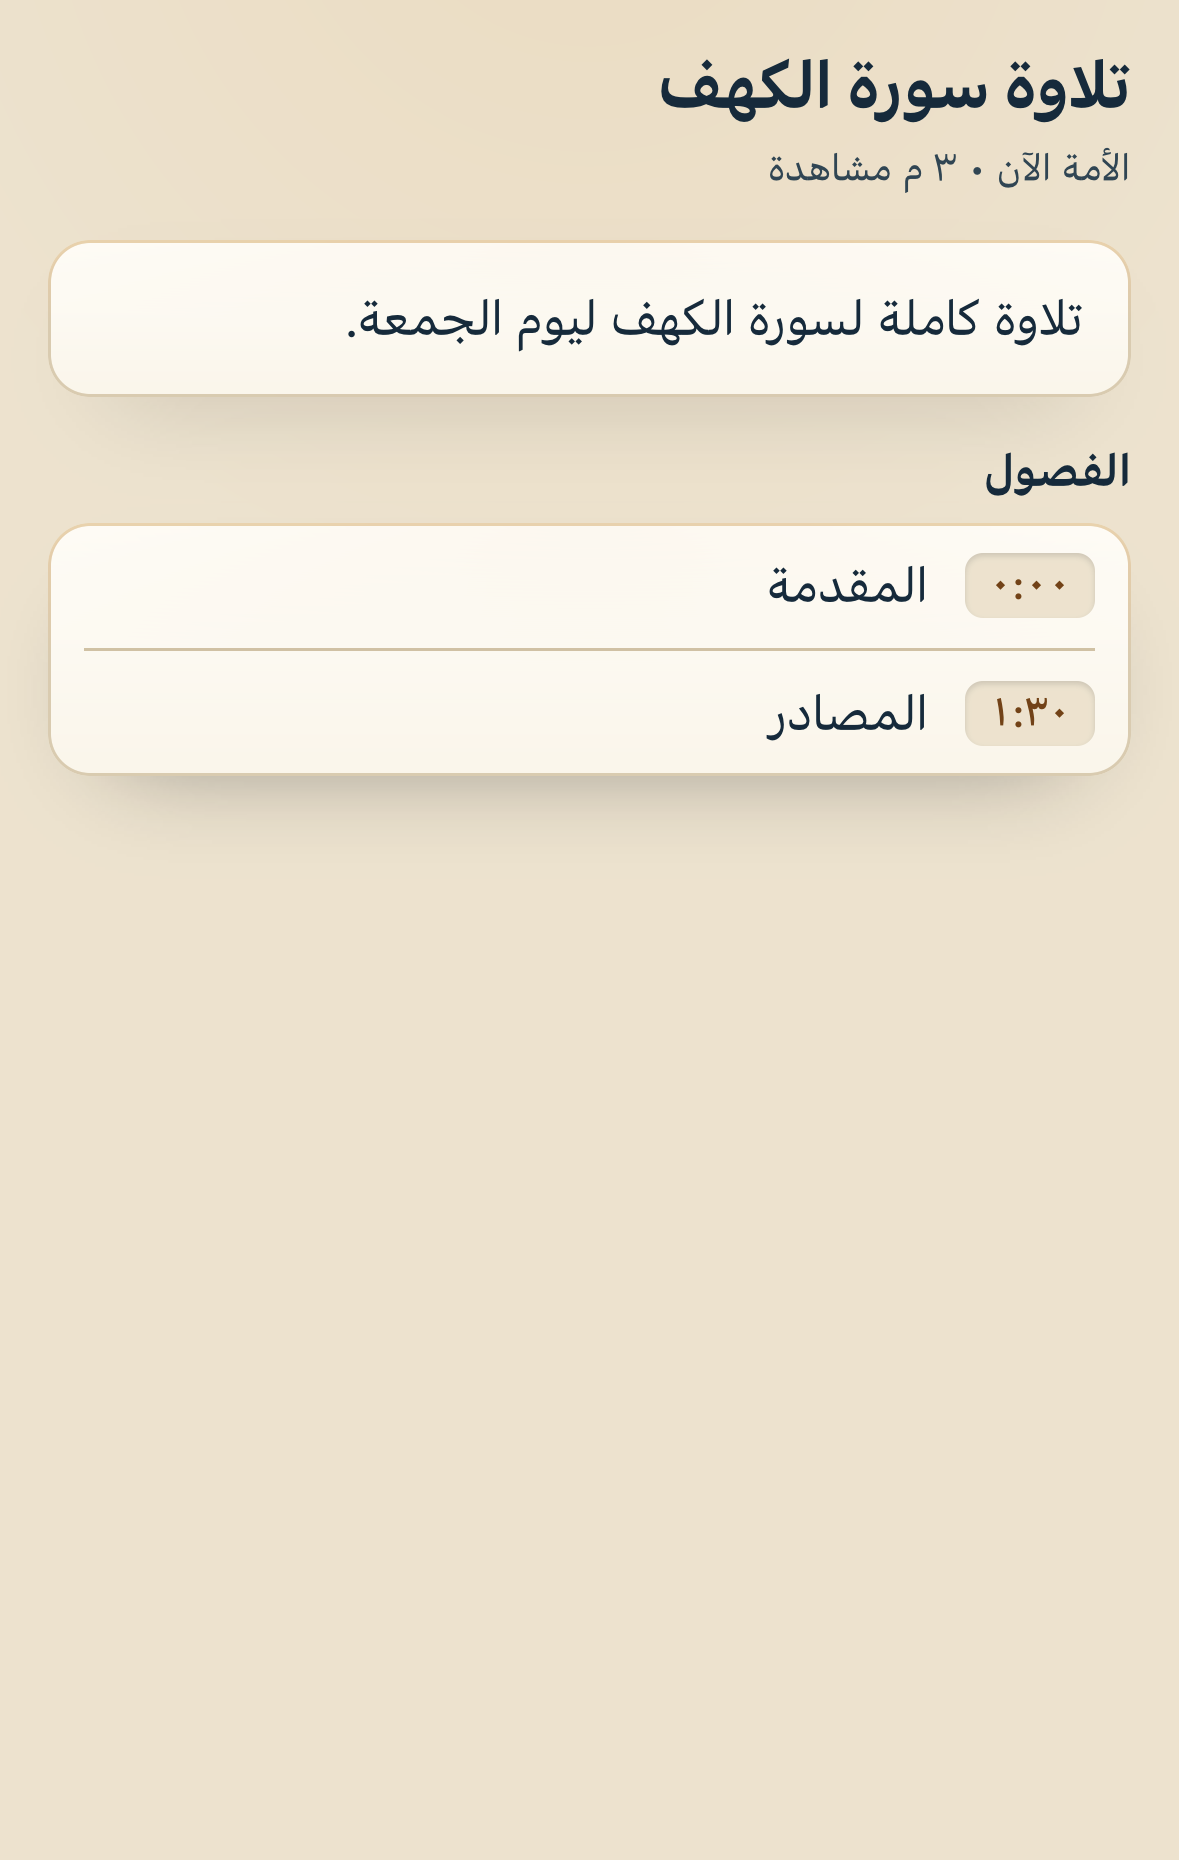 تلاوة سورة الكهف
الأمة الآن • ٣ م مشاهدة
تلاوة كاملة لسورة الكهف ليوم الجمعة.
الفصول
٠:٠٠ المقدمة
١:٣٠ المصادر